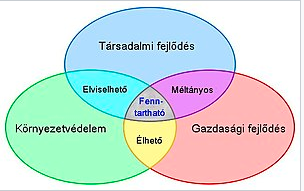 Társadalmi fejlődés
Elviselhető
Méltányos
Fenn-
tartható
Környezetvédelem
Gazdasági fejlődés
Élhető